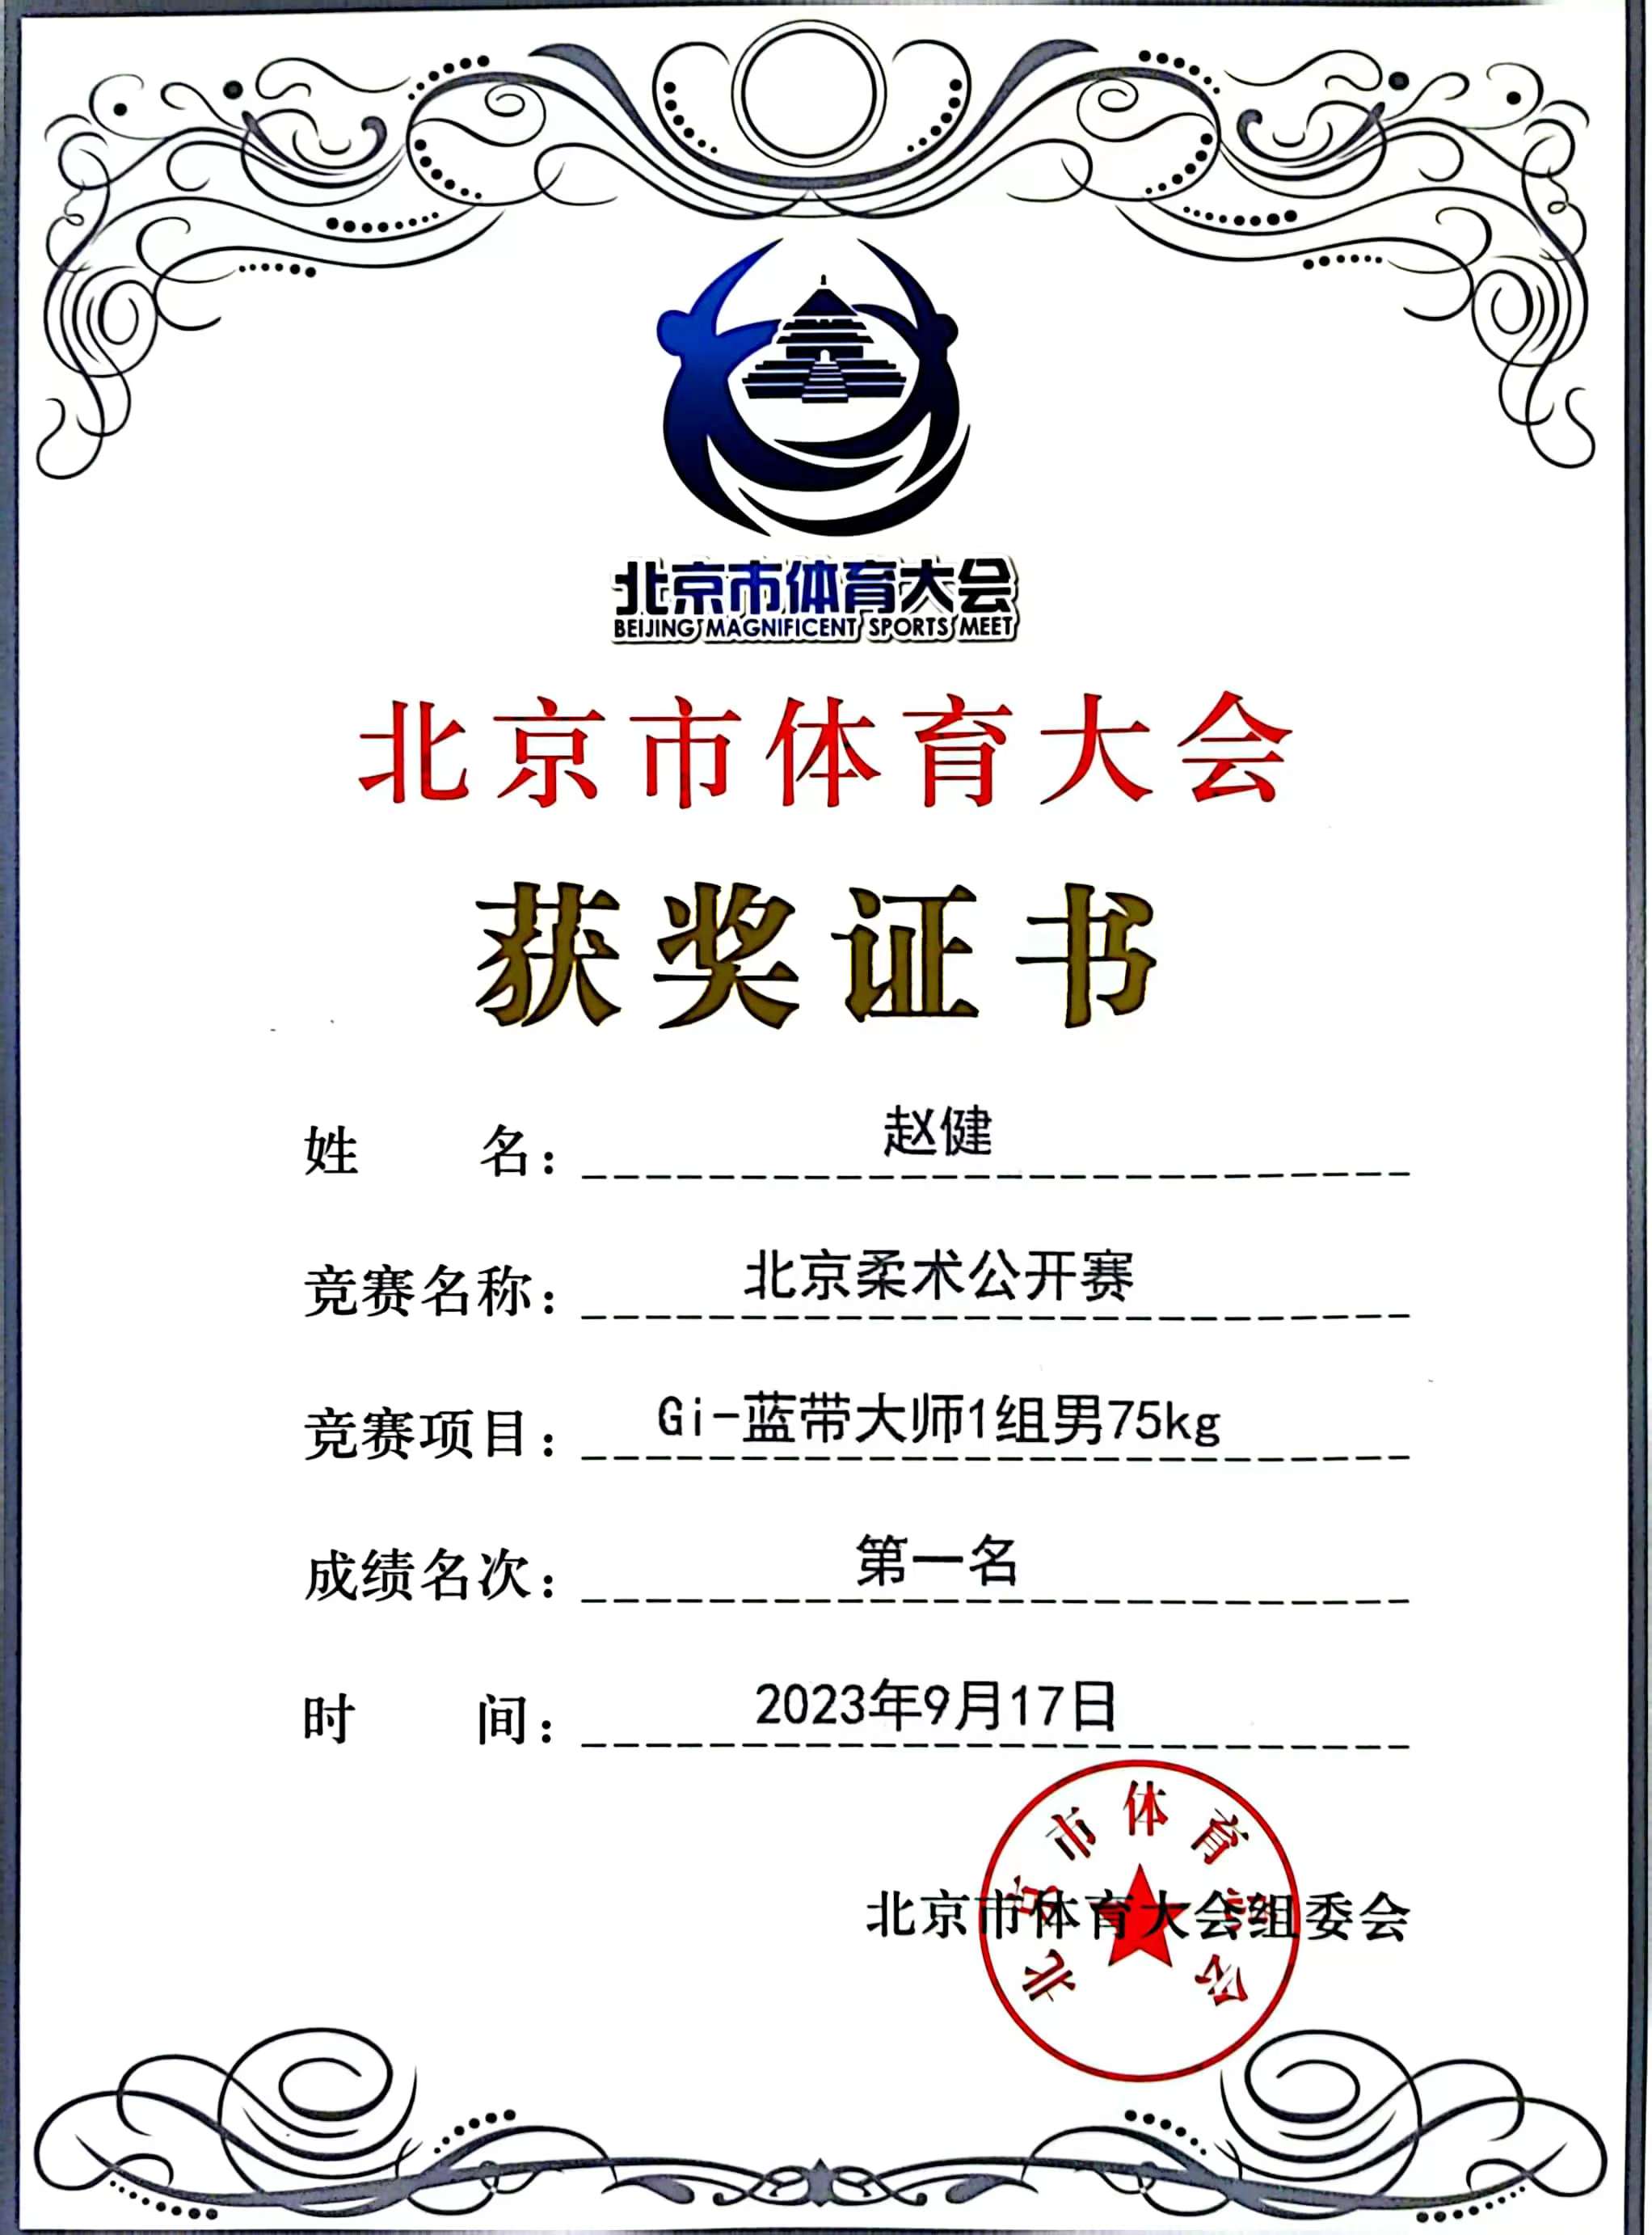 北京市体育大会
BEIJING MAGNIFICENT SPORTS MEET
北京市体育大会
获奖证书
姓名：赵健
竞赛名称：北京柔术公开赛
竞赛项目：Gi-蓝带大师1组男75kg
成绩名次：第一名
时间：2023年9月17日
北京市体育大会组委会
北京市体育总会